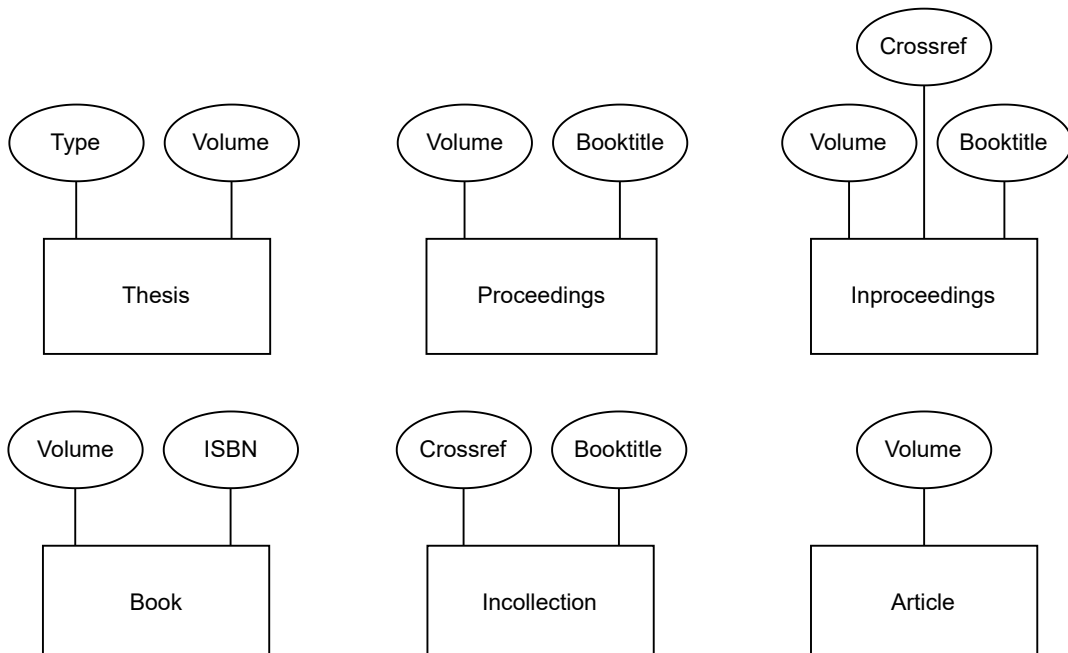 Crossref
Type
Volume
Volume
Booktitle
Volume
Booktitle
Thesis
Proceedings
Inproceedings
Volume
ISBN
Crossref
Booktitle
Volume
Book
Incollection
Article